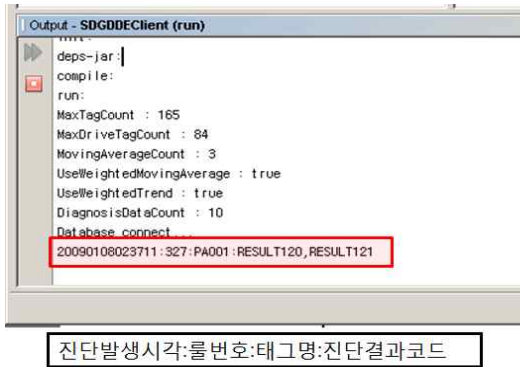 Output - SDGDDEClient (run)
deps-jar:
compile:
run:
MaxTagCount : 165
MaxDriveTagCount : 84
MovingAverageCount : 3
UseWeightedMovingAverage : true
UseWeightedTrend : true
DiagnosisDataCount : 10
Database connect...
20090108023711:327:PA001:RESULT120,RESULT121
진단발생시각:룰번호:태그명:진단결과코드